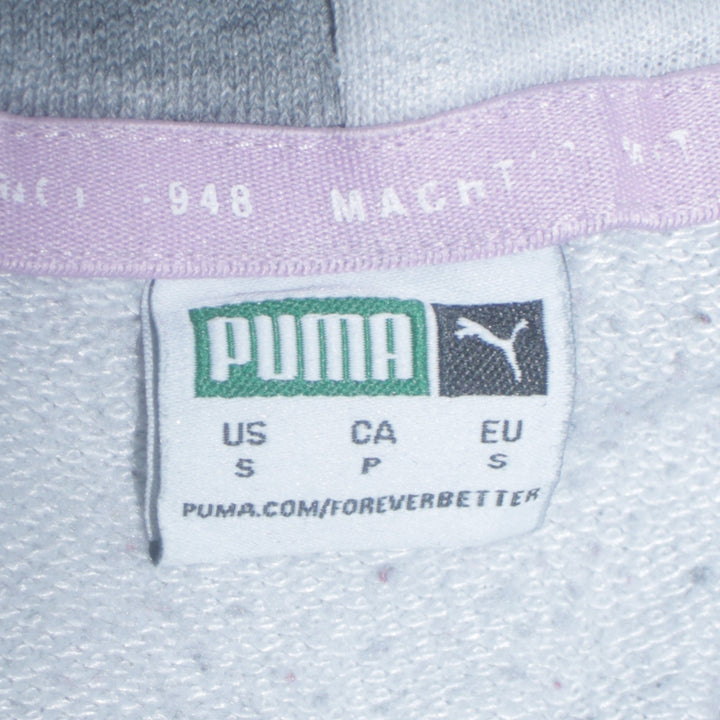 948 MACHT
PUMA
US CA EU
S P S
PUMA.COM/FOREVERBETTER